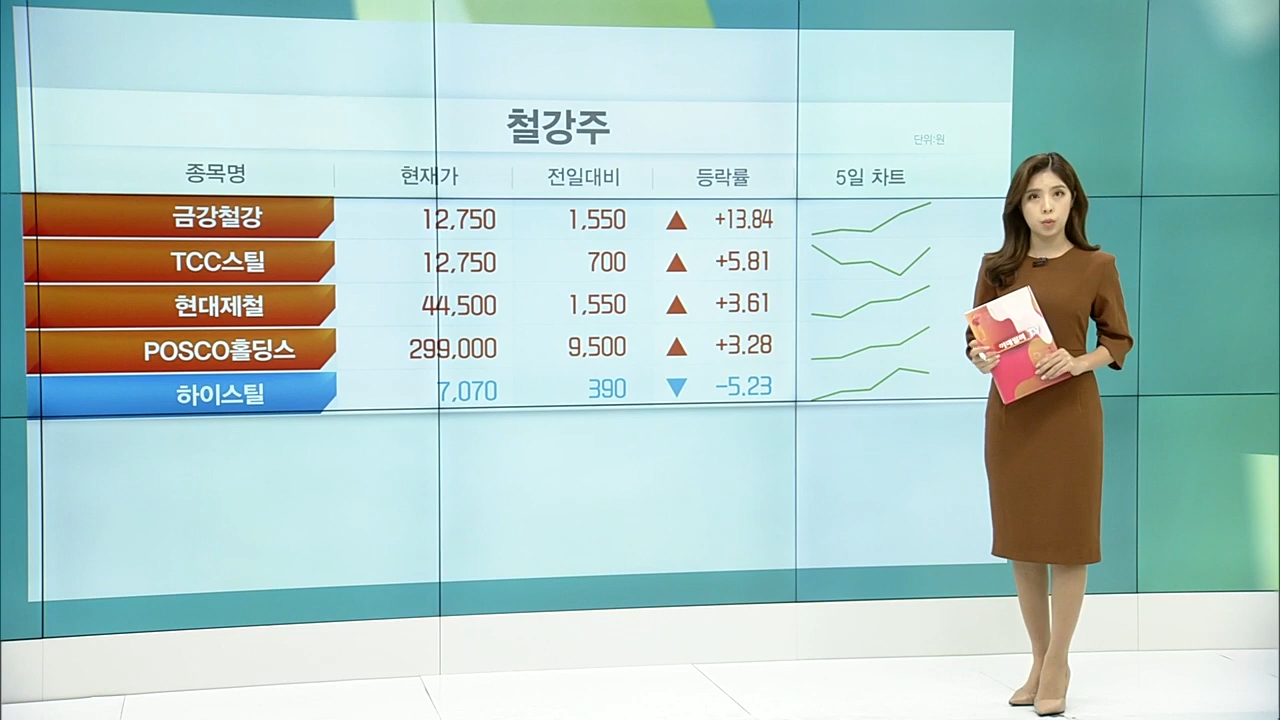 철강주
단위:원
종목명 현재가 전일대비 등락률 5일 차트
금강철강 12,750 1,550 ▲ +13.84
TCC스틸 12,750 700 ▲ +5.81
현대제철 44,500 1,550 ▲ +3.61
POSCO홀딩스 299,000 9,500 ▲ +3.28
하이스틸 7,070 390 ▼ -5.23